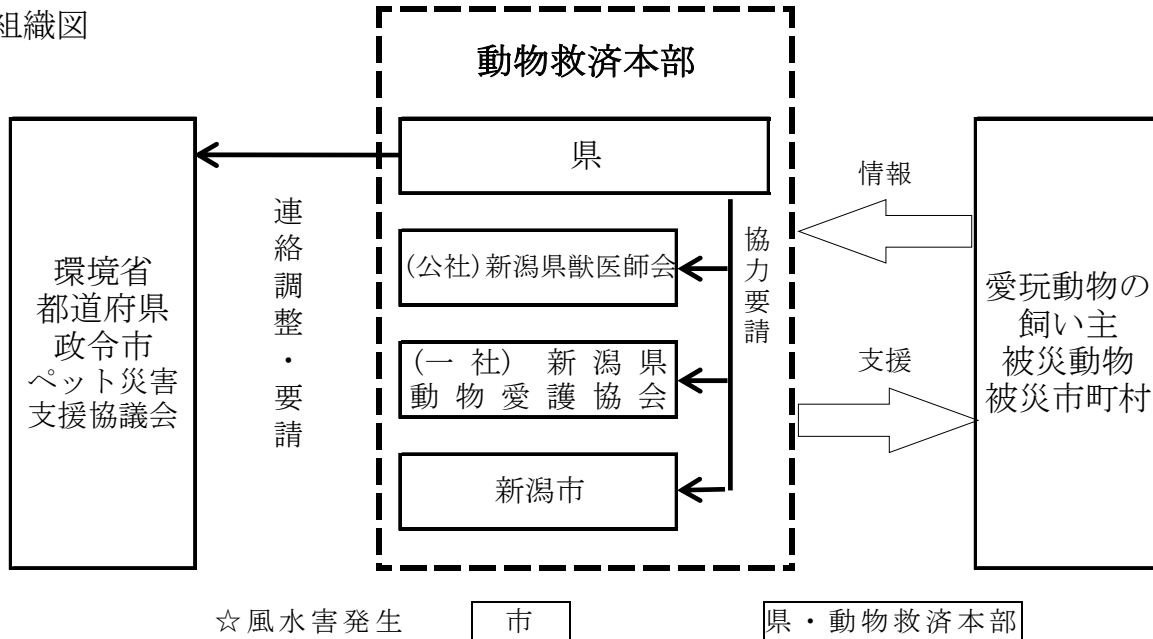 組織図
動物救済本部
県
(公社)新潟県獣医師会
(一社) 新潟県
動物愛護協会
新潟市
協力要請
連絡調整・要請
環境省
都道府県
政令市
ペット災害
支援協議会
情報
支援
愛玩動物の
飼い主
被災動物
被災市町村
☆風水害発生
市
県・動物救済本部